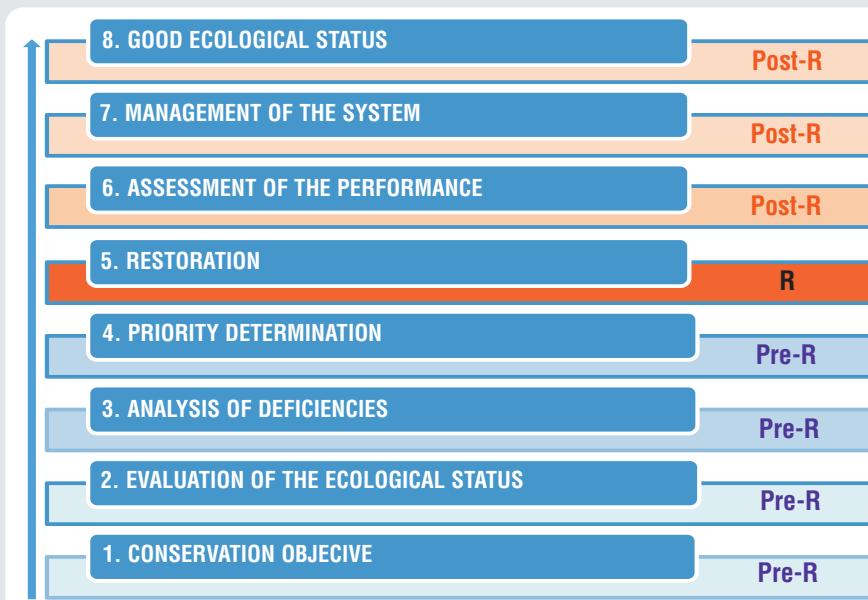 8. GOOD ECOLOGICAL STATUS
Post-R
7. MANAGEMENT OF THE SYSTEM
Post-R
6. ASSESSMENT OF THE PERFORMANCE
Post-R
5. RESTORATION
R
4. PRIORITY DETERMINATION
Pre-R
3. ANALYSIS OF DEFICIENCIES
Pre-R
2. EVALUATION OF THE ECOLOGICAL STATUS
Pre-R
1. CONSERVATION OBJECIVE
Pre-R